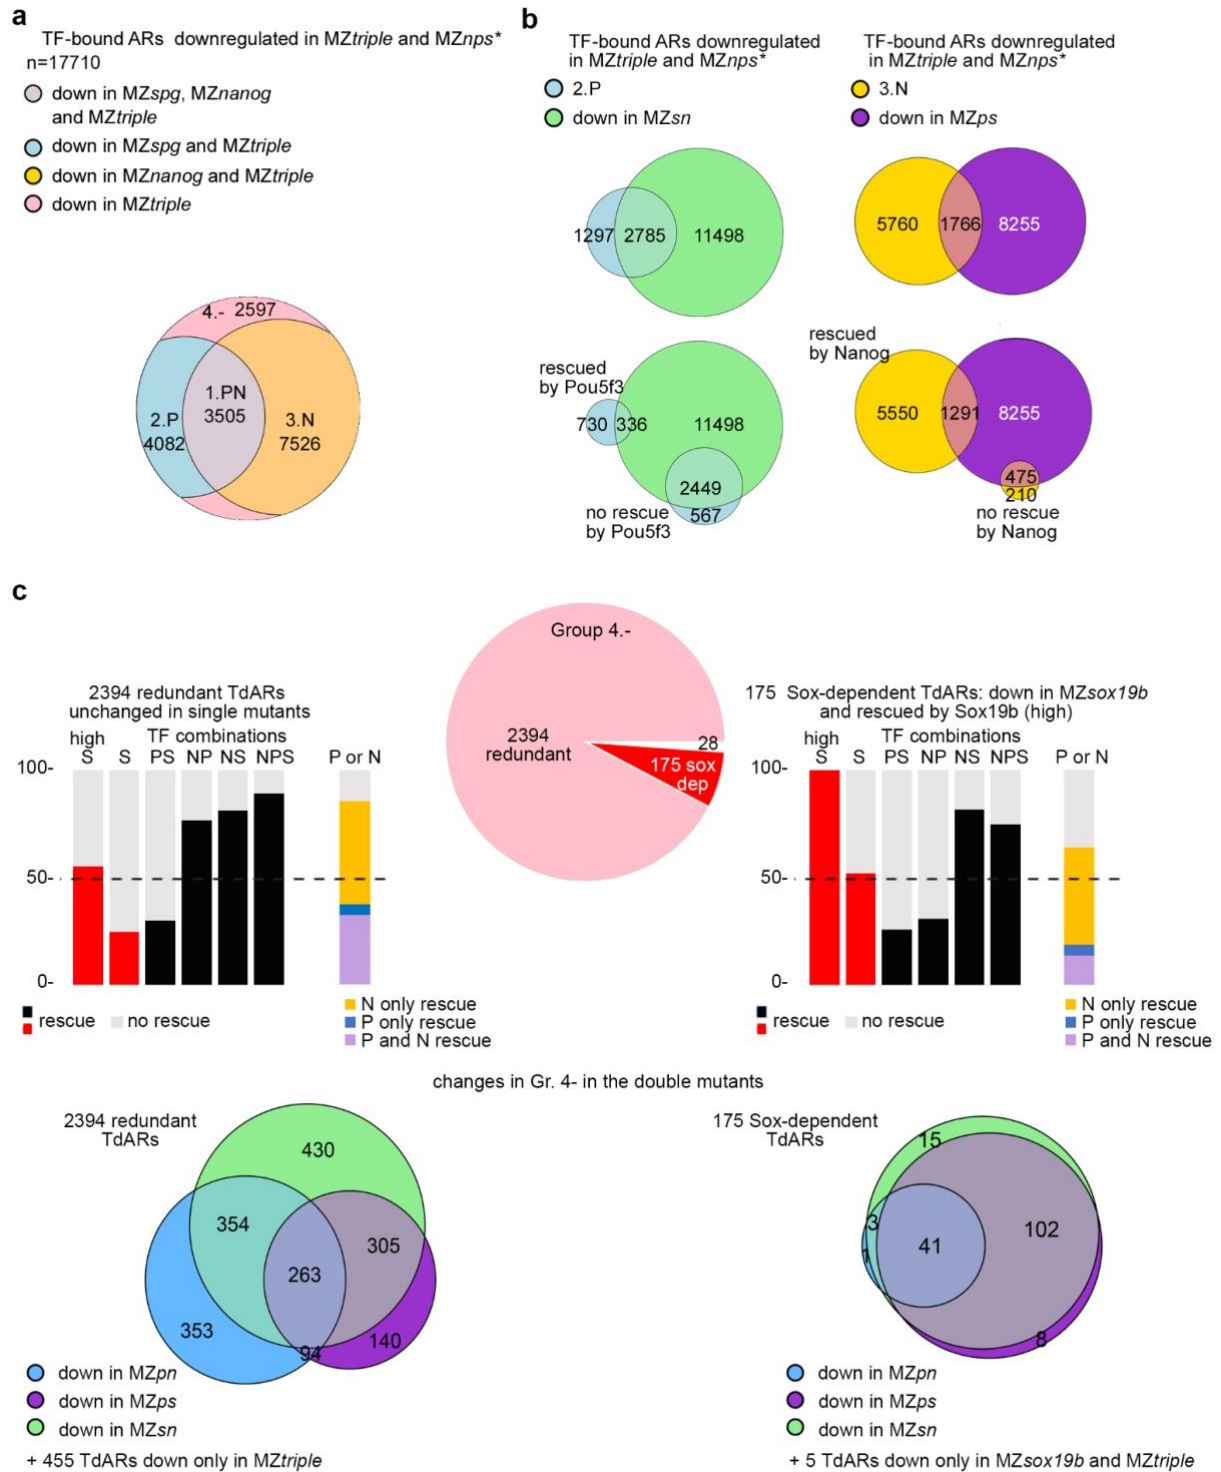 a
TF-bound ARs downregulated in MZtriple and MZnps*
n=17710
down in MZspg, MZnanog
and MZtriple
down in MZspg and MZtriple
down in MZnanog and MZtriple
down in MZtriple
4.- 2597
1.PN
3505
2.P
4082
3.N
7526
b
TF-bound ARs downregulated
in MZtriple and MZnps*
2.P
down in MZsn
1297 2785 11498
rescued
by Pou5f3
730 336 11498
2449
567
no rescue
by Pou5f3
TF-bound ARs downregulated
in MZtriple and MZnps*
3.N
down in MZps
5760 1766 8255
rescued
by Nanog
5550 1291 8255
475
210
no rescue
by Nanog
c
Group 4.-
2394
redundant
28
175 sox
dep
2394 redundant TdARs
unchanged in single mutants
high TF combinations
S S PS NP NS NPS P or N
100-
50-
0-
rescue no rescue
N only rescue
P only rescue
P and N rescue
175 Sox-dependent TdARs: down in MZsox19b
and rescued by Sox19b (high)
high TF combinations
S S PS NP NS NPS P or N
100-
50-
0-
rescue no rescue
N only rescue
P only rescue
P and N rescue
changes in Gr. 4- in the double mutants
2394 redundant
TdARs
430
354
305
263
353
94
140
down in MZpn
down in MZps
down in MZsn
+ 455 TdARs down only in MZtriple
175 Sox-dependent
TdARs
15
3
102
41
1
8
down in MZpn
down in MZps
down in MZsn
+ 5 TdARs down only in MZsox19b and MZtriple